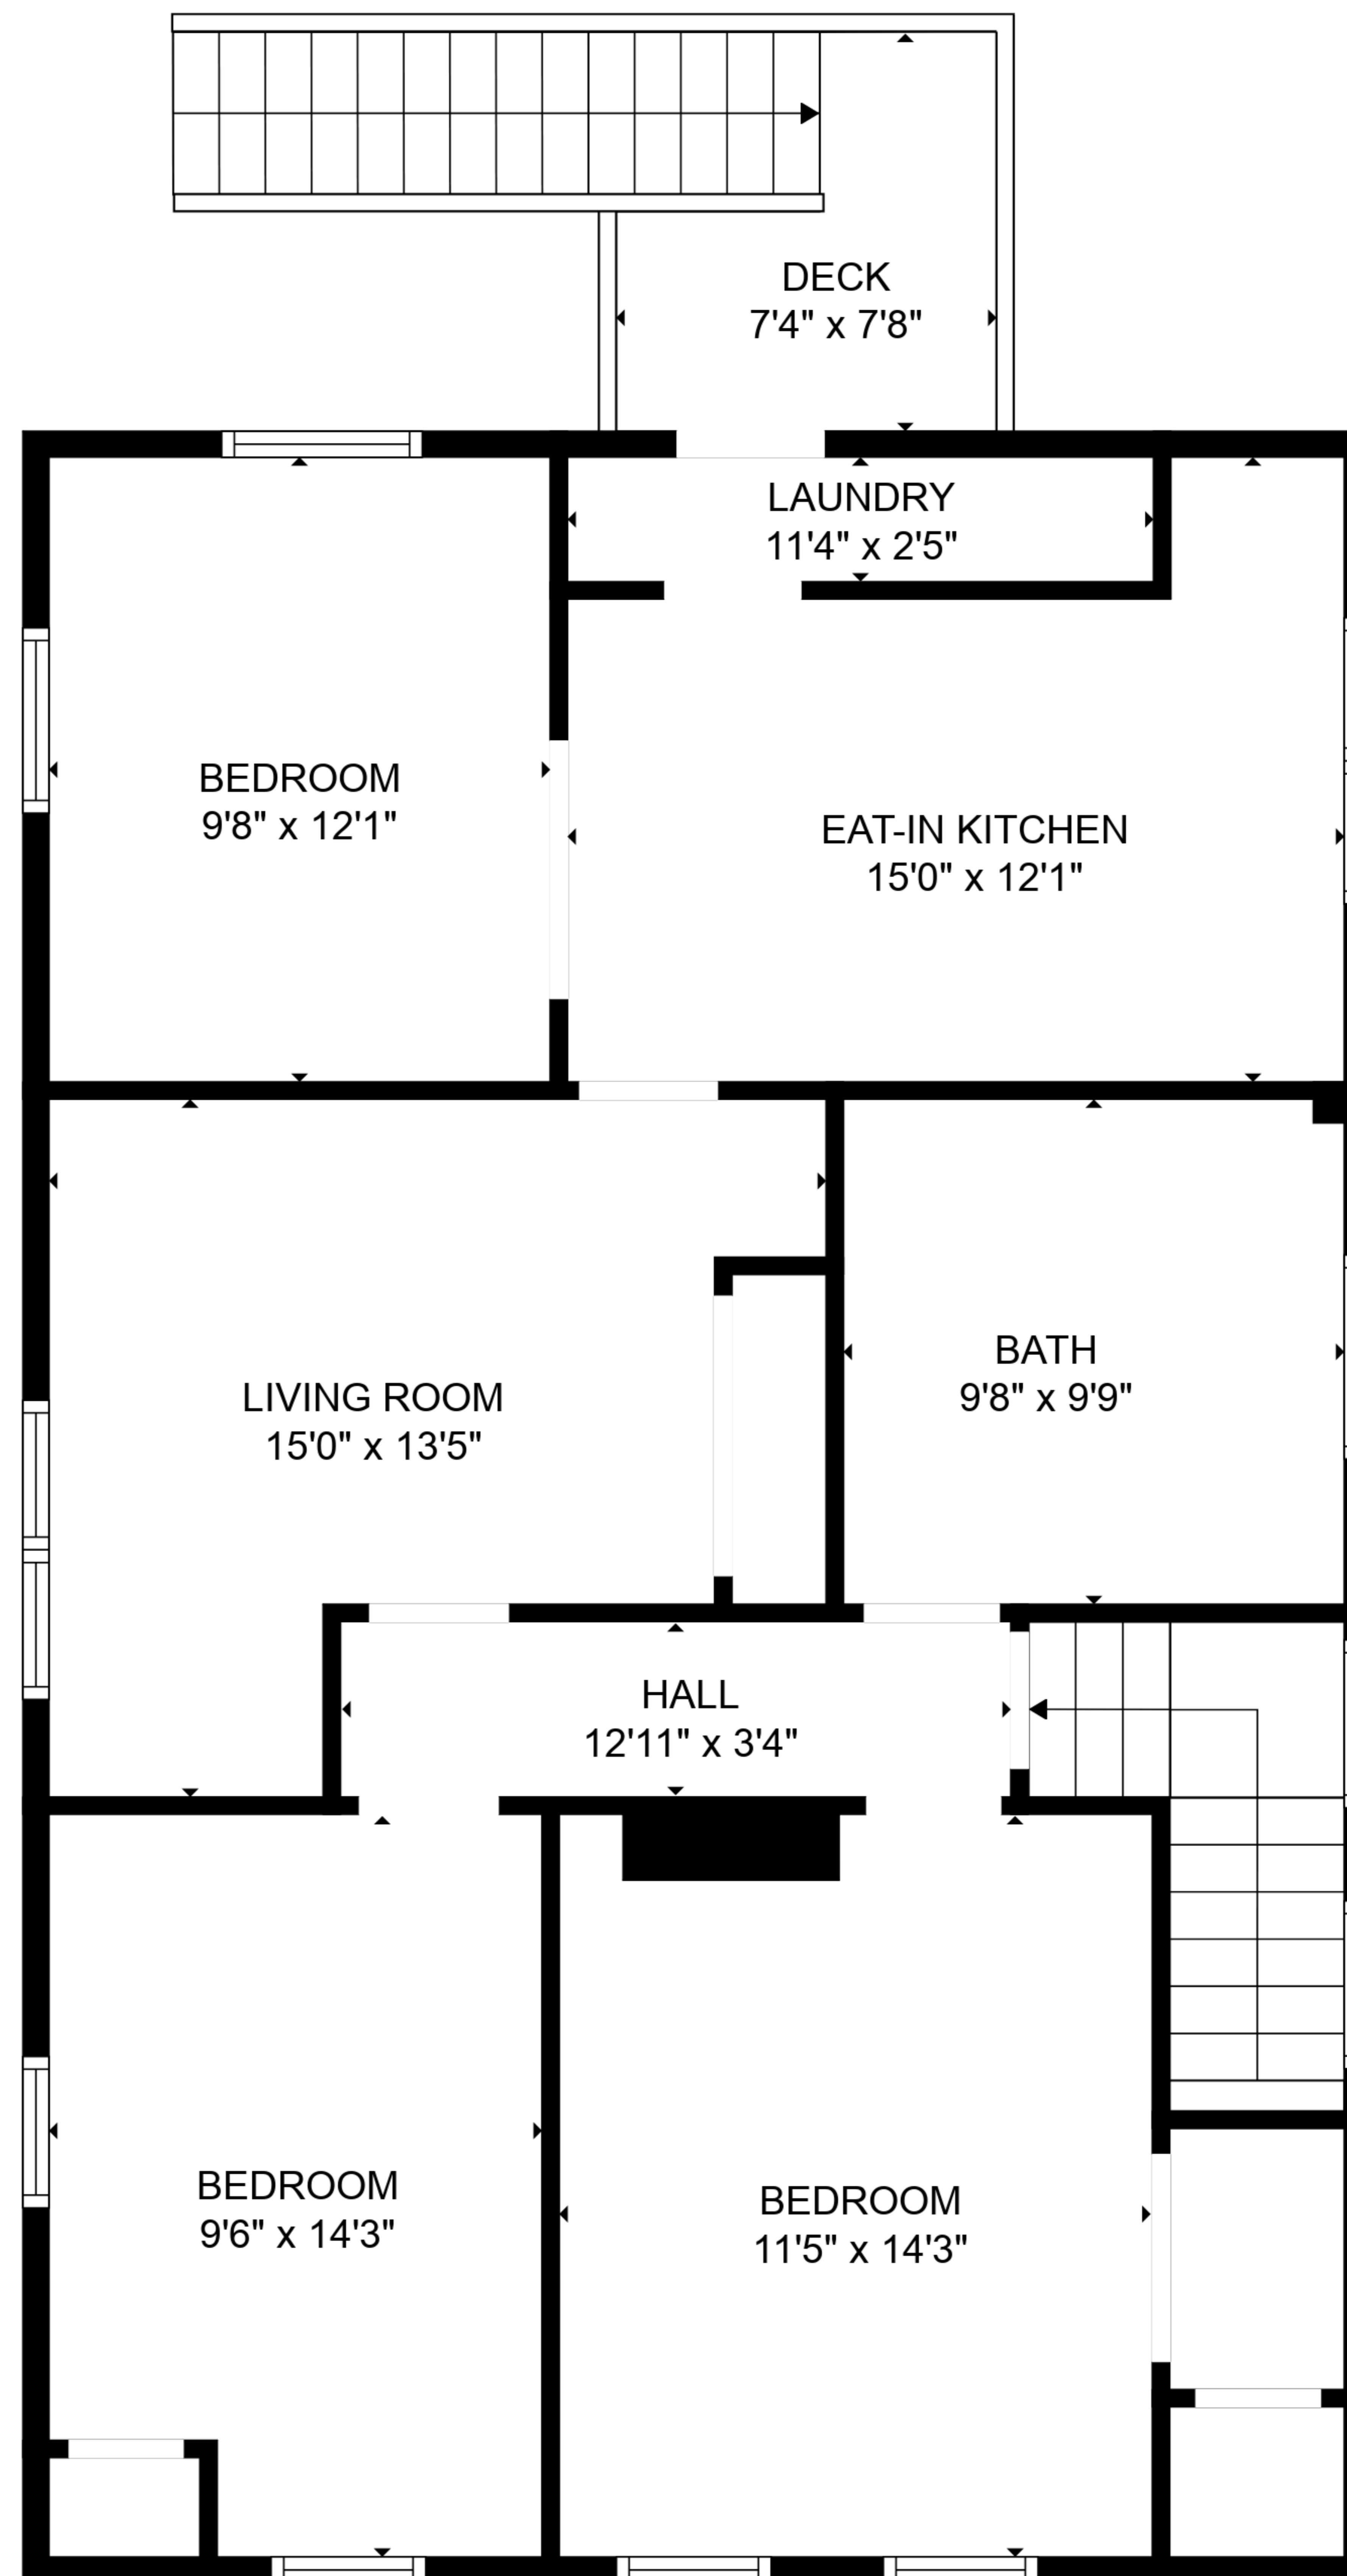 DECK
7'4" x 7'8"
LAUNDRY
11'4" x 2'5"
BEDROOM
9'8" x 12'1"
EAT-IN KITCHEN
15'0" x 12'1"
BATH
9'8" x 9'9"
LIVING ROOM
15'0" x 13'5"
HALL
12'11" x 3'4"
BEDROOM
9'6" x 14'3"
BEDROOM
11'5" x 14'3"